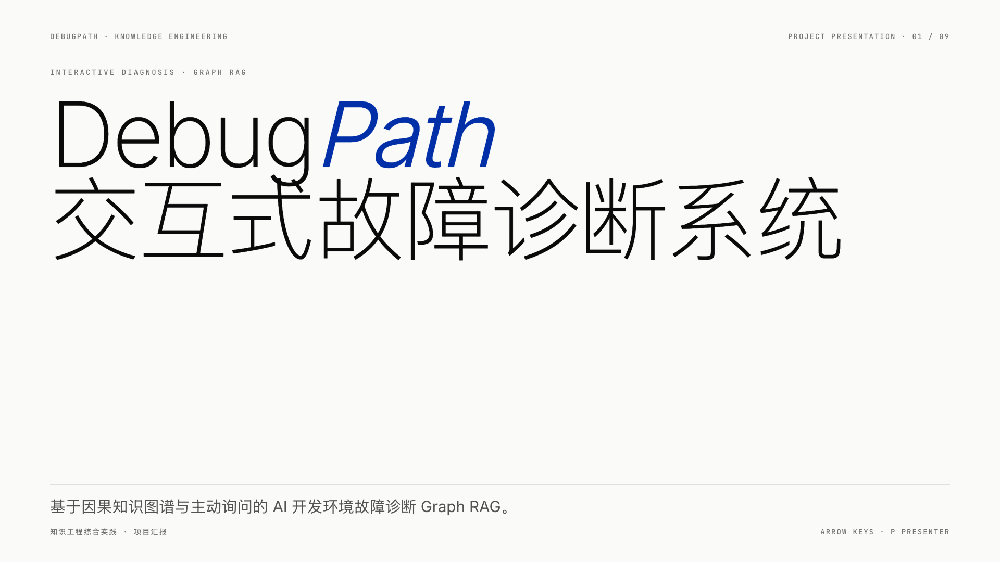 DEBUGPATH · KNOWLEDGE ENGINEERING
PROJECT PRESENTATION · 01 / 09
INTERACTIVE DIAGNOSIS · GRAPH RAG
DebugPath
交互式故障诊断系统
基于因果知识图谱与主动询问的 AI 开发环境故障诊断 Graph RAG。
知识工程综合实践 · 项目汇报
ARROW KEYS · P PRESENTER